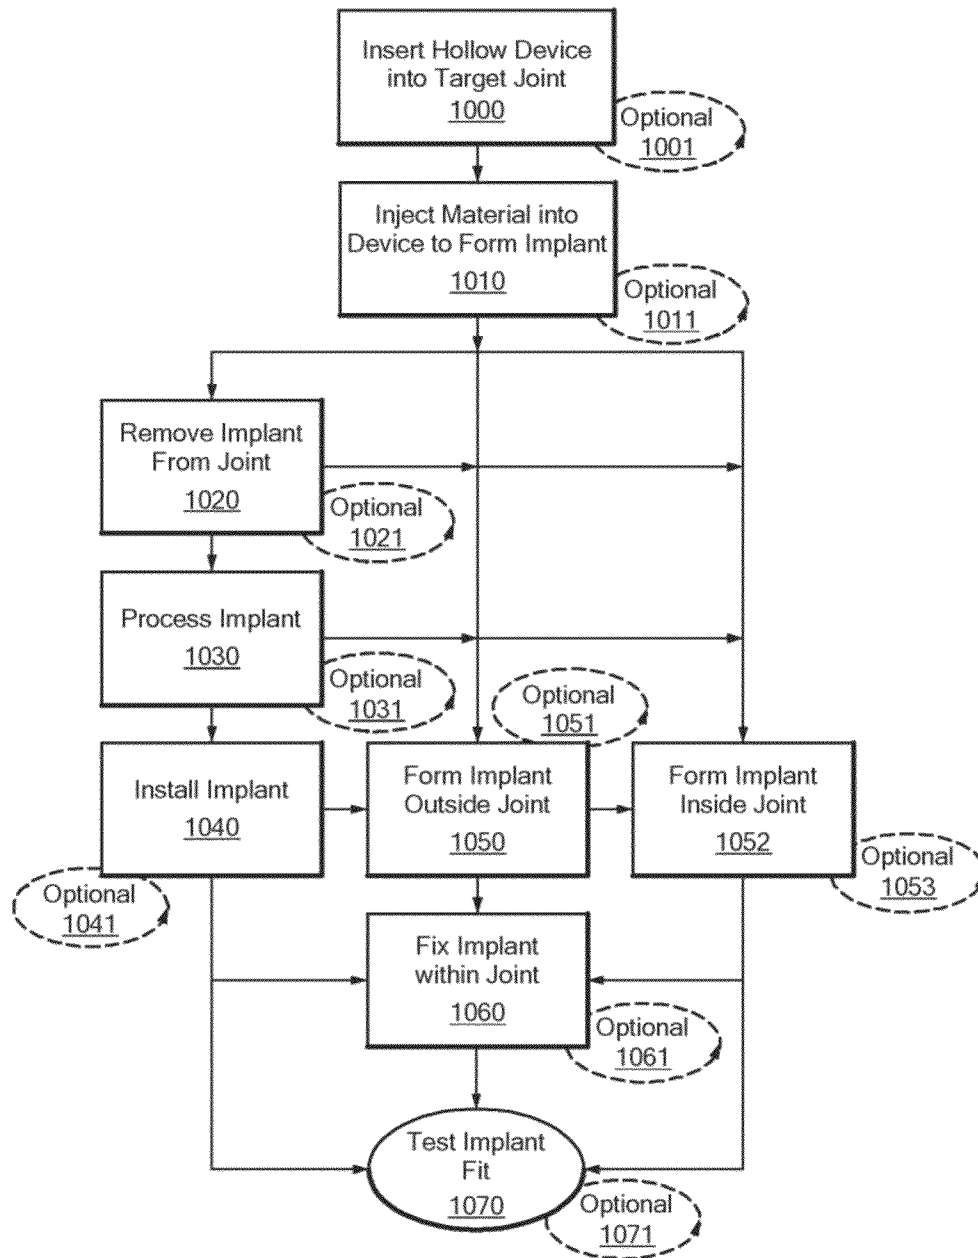 Insert Hollow Device
into Target Joint
1000
Optional
1001
Inject Material into
Device to Form Implant
1010
Optional
1011
Remove Implant
From Joint
1020
Optional
1021
Process Implant
1030
Optional
1031
Optional
1051
Install Implant
1040
Optional
1041
Form Implant
Outside Joint
1050
Form Implant
Inside Joint
1052
Optional
1053
Fix Implant
within Joint
1060
Optional
1061
Test Implant
Fit
1070
Optional
1071